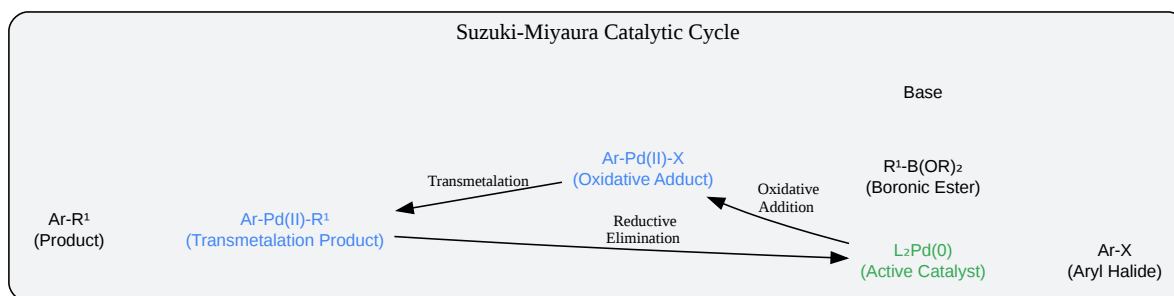 Suzuki-Miyaura Catalytic Cycle
Base
Ar-Pd(II)-X
(Oxidative Adduct)
R¹-B(OR)₂
(Boronic Ester)
Transmetalation
Oxidative
Addition
Ar-R¹
(Product)
Ar-Pd(II)-R¹
(Transmetalation Product)
Reductive
Elimination
L₂Pd(0)
(Active Catalyst)
Ar-X
(Aryl Halide)